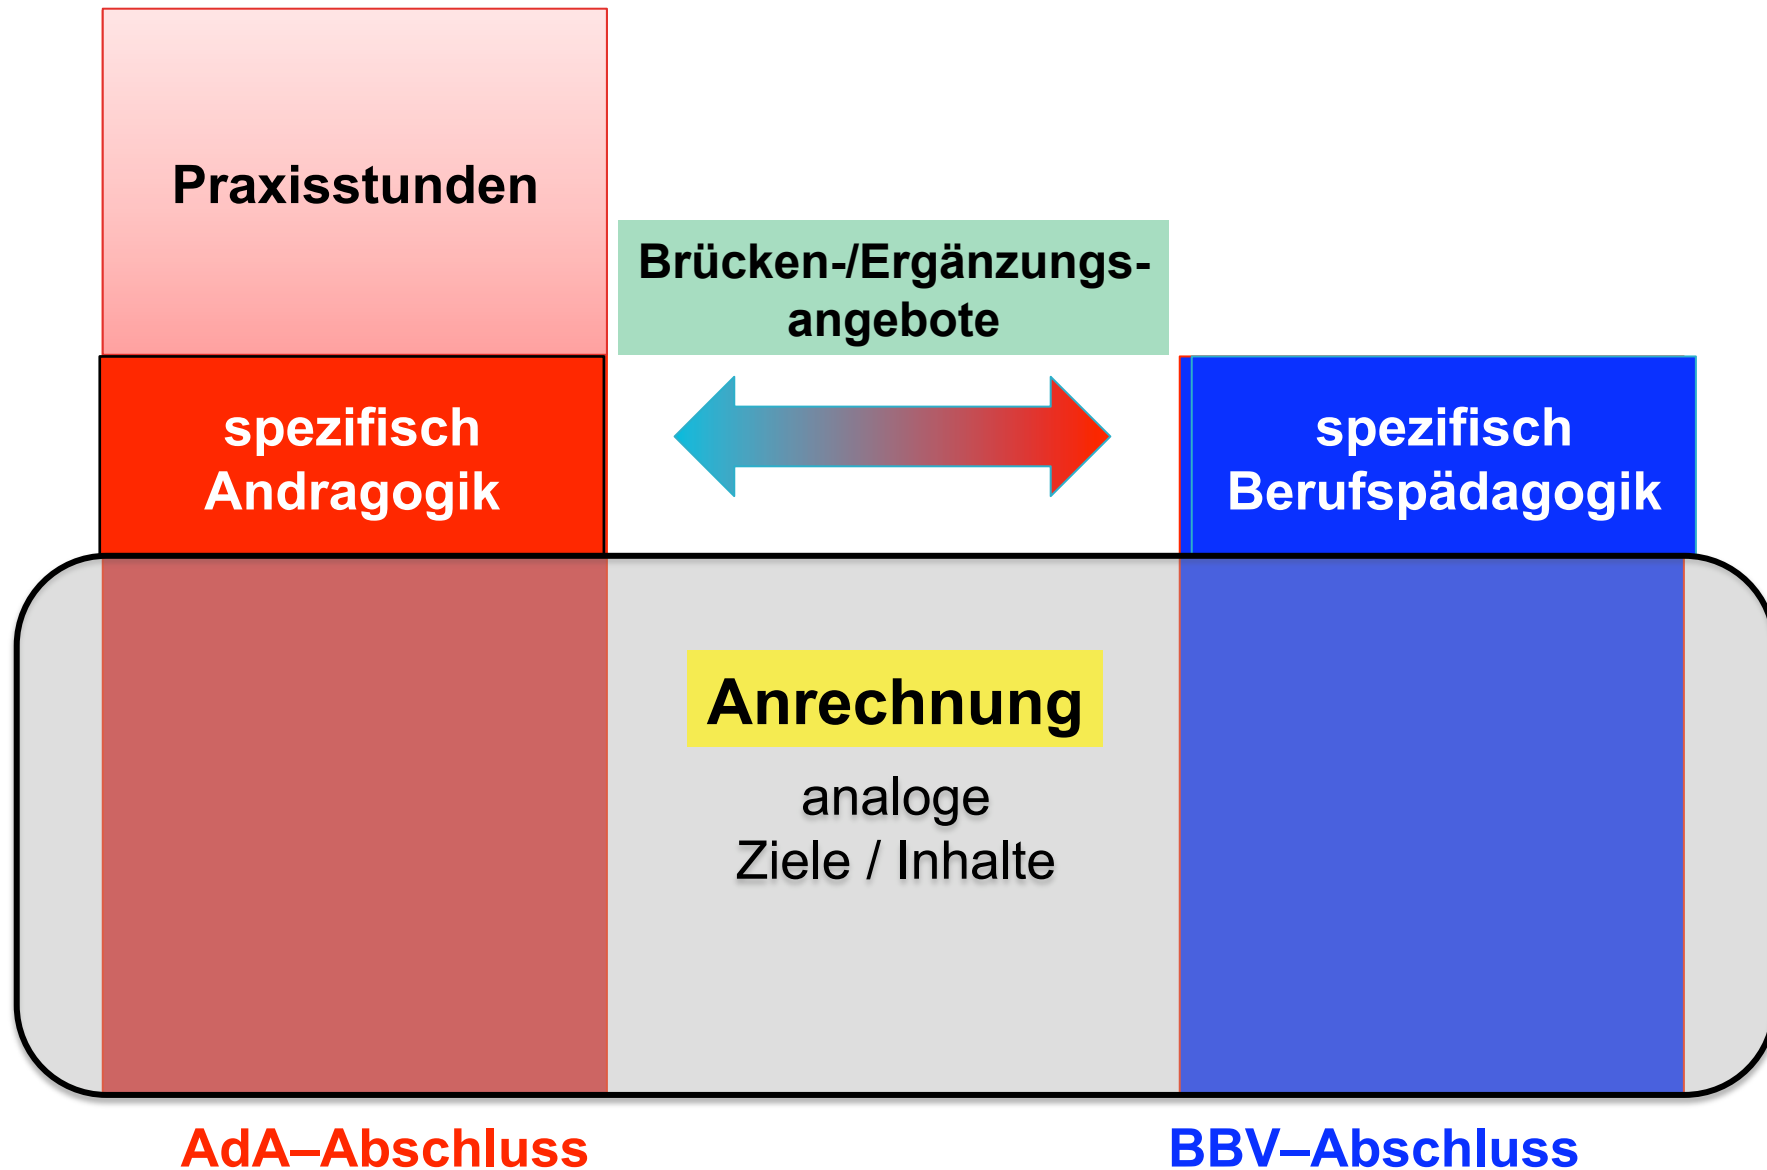 Praxisstunden
Brücken-/Ergänzungs-
angebote
spezifisch
Andragogik
spezifisch
Berufspädagogik
Anrechnung
analoge
Ziele / Inhalte
AdA–Abschluss
BBV–Abschluss